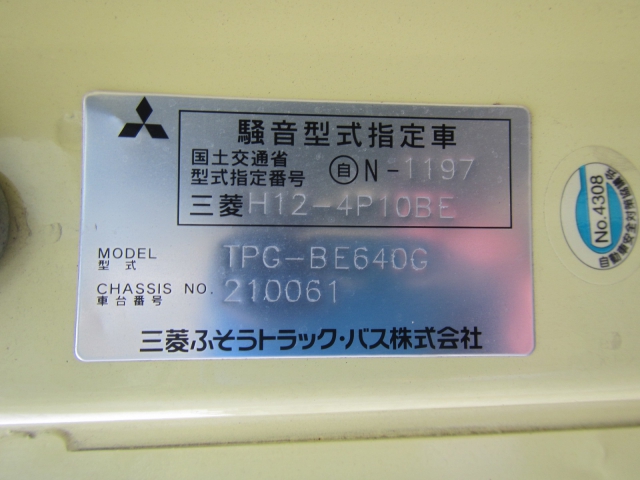 騒音型式指定車
国土交通省
型式指定番号 自 N-1197
三菱 H12-4P10BE
MODEL TPG-BE640G
型式
CHASSIS NO. 210061
車台番号
三菱ふそうトラック・バス株式会社
No.4308